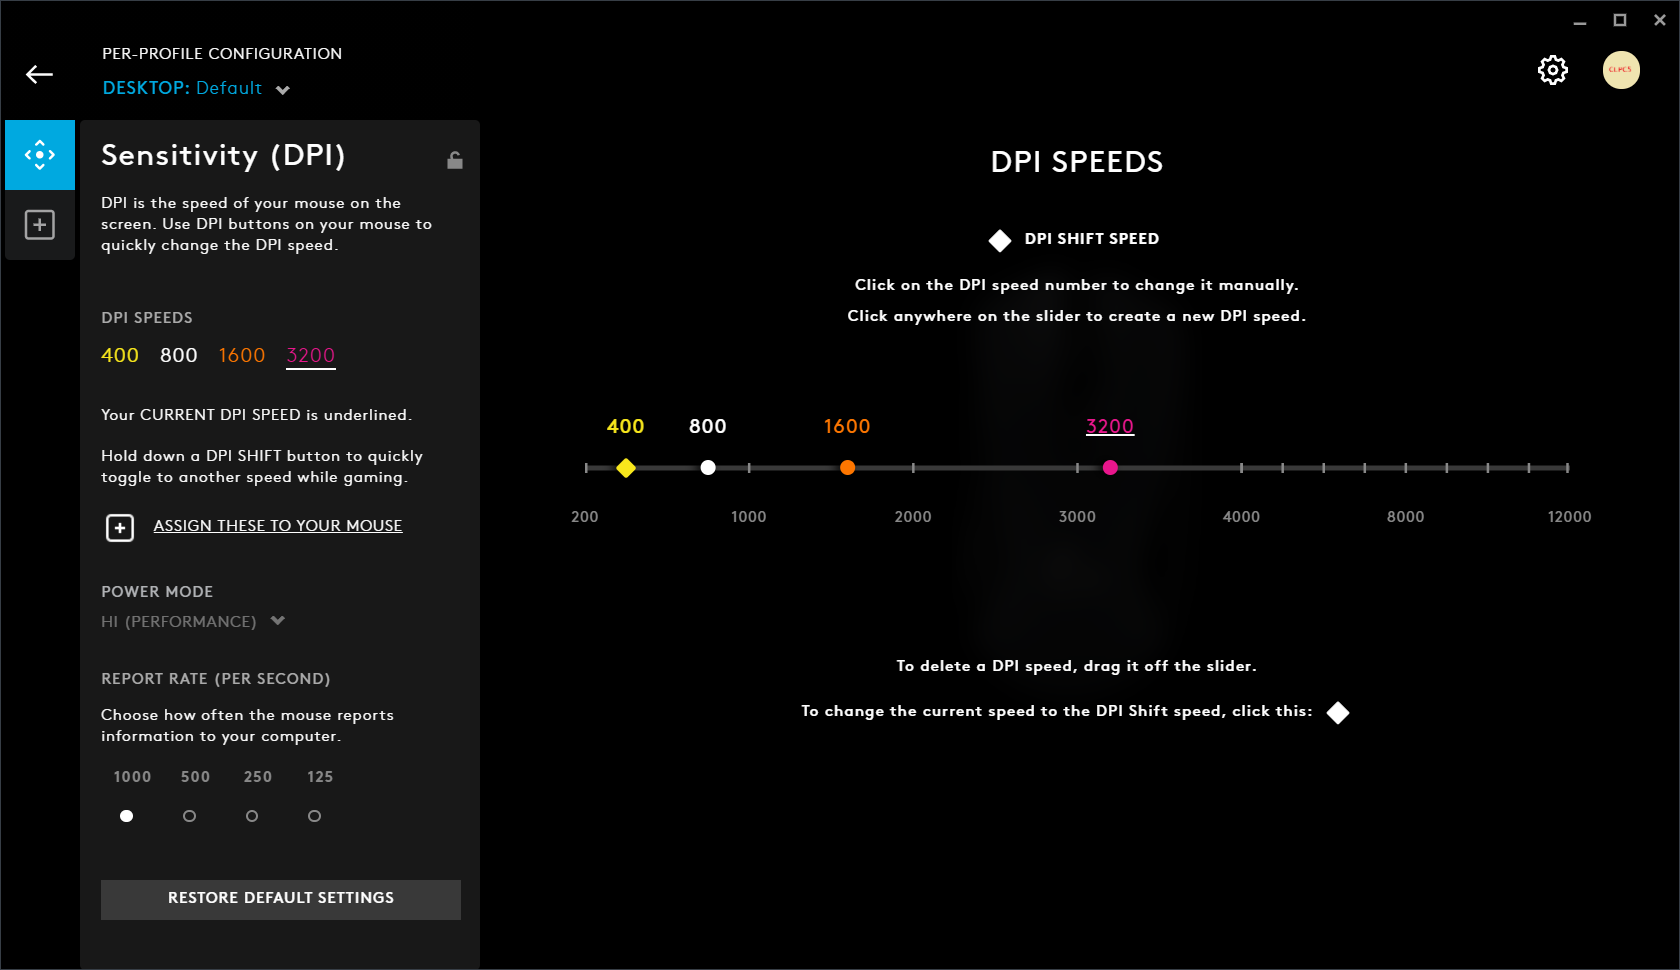 PER-PROFILE CONFIGURATION
DESKTOP: Default
CLPCS
Sensitivity (DPI)
DPI is the speed of your mouse on the
screen. Use DPI buttons on your mouse to
quickly change the DPI speed.
DPI SPEEDS
400 800 1600 3200
Your CURRENT DPI SPEED is underlined.
Hold down a DPI SHIFT button to quickly
toggle to another speed while gaming.
ASSIGN THESE TO YOUR MOUSE
POWER MODE
HI (PERFORMANCE)
REPORT RATE (PER SECOND)
Choose how often the mouse reports
information to your computer.
1000 500 250 125
RESTORE DEFAULT SETTINGS
DPI SPEEDS
DPI SHIFT SPEED
Click on the DPI speed number to change it manually.
Click anywhere on the slider to create a new DPI speed.
400 800 1600 3200
200 1000 2000 3000 4000 8000 12000
To delete a DPI speed, drag it off the slider.
To change the current speed to the DPI Shift speed, click this: